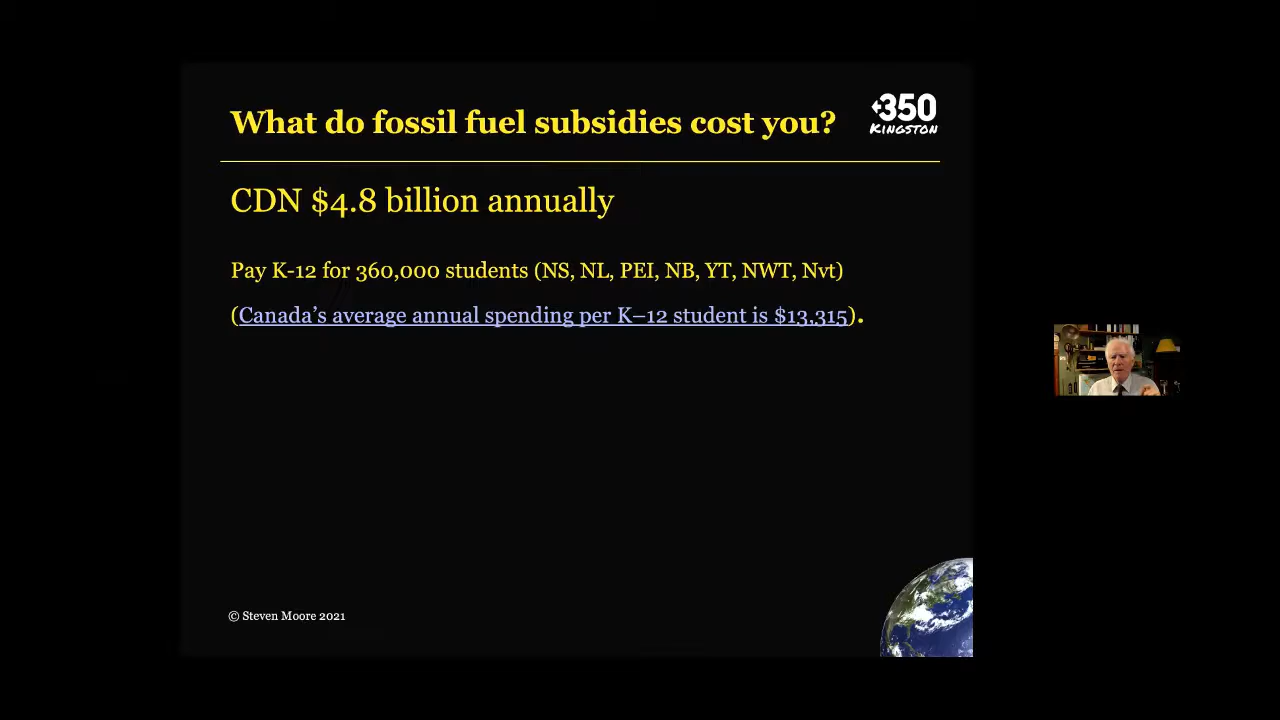 What do fossil fuel subsidies cost you?
350
KINGSTON
CDN $4.8 billion annually
Pay K-12 for 360,000 students (NS, NL, PEI, NB, YT, NWT, Nvt)
(Canada’s average annual spending per K–12 student is $13,315).
© Steven Moore 2021